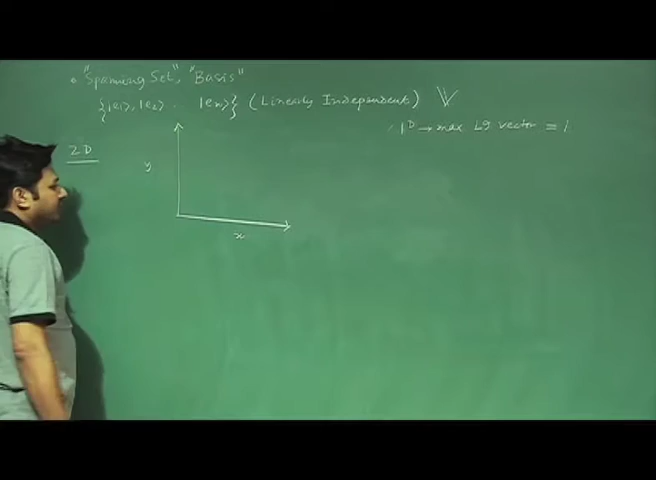 • "Spanning Set", "Basis"
{|e₁⟩, |e₂⟩ .. |eₙ⟩} (Linearly Independent) V
1D → max LI vector = 1
2D
y
x